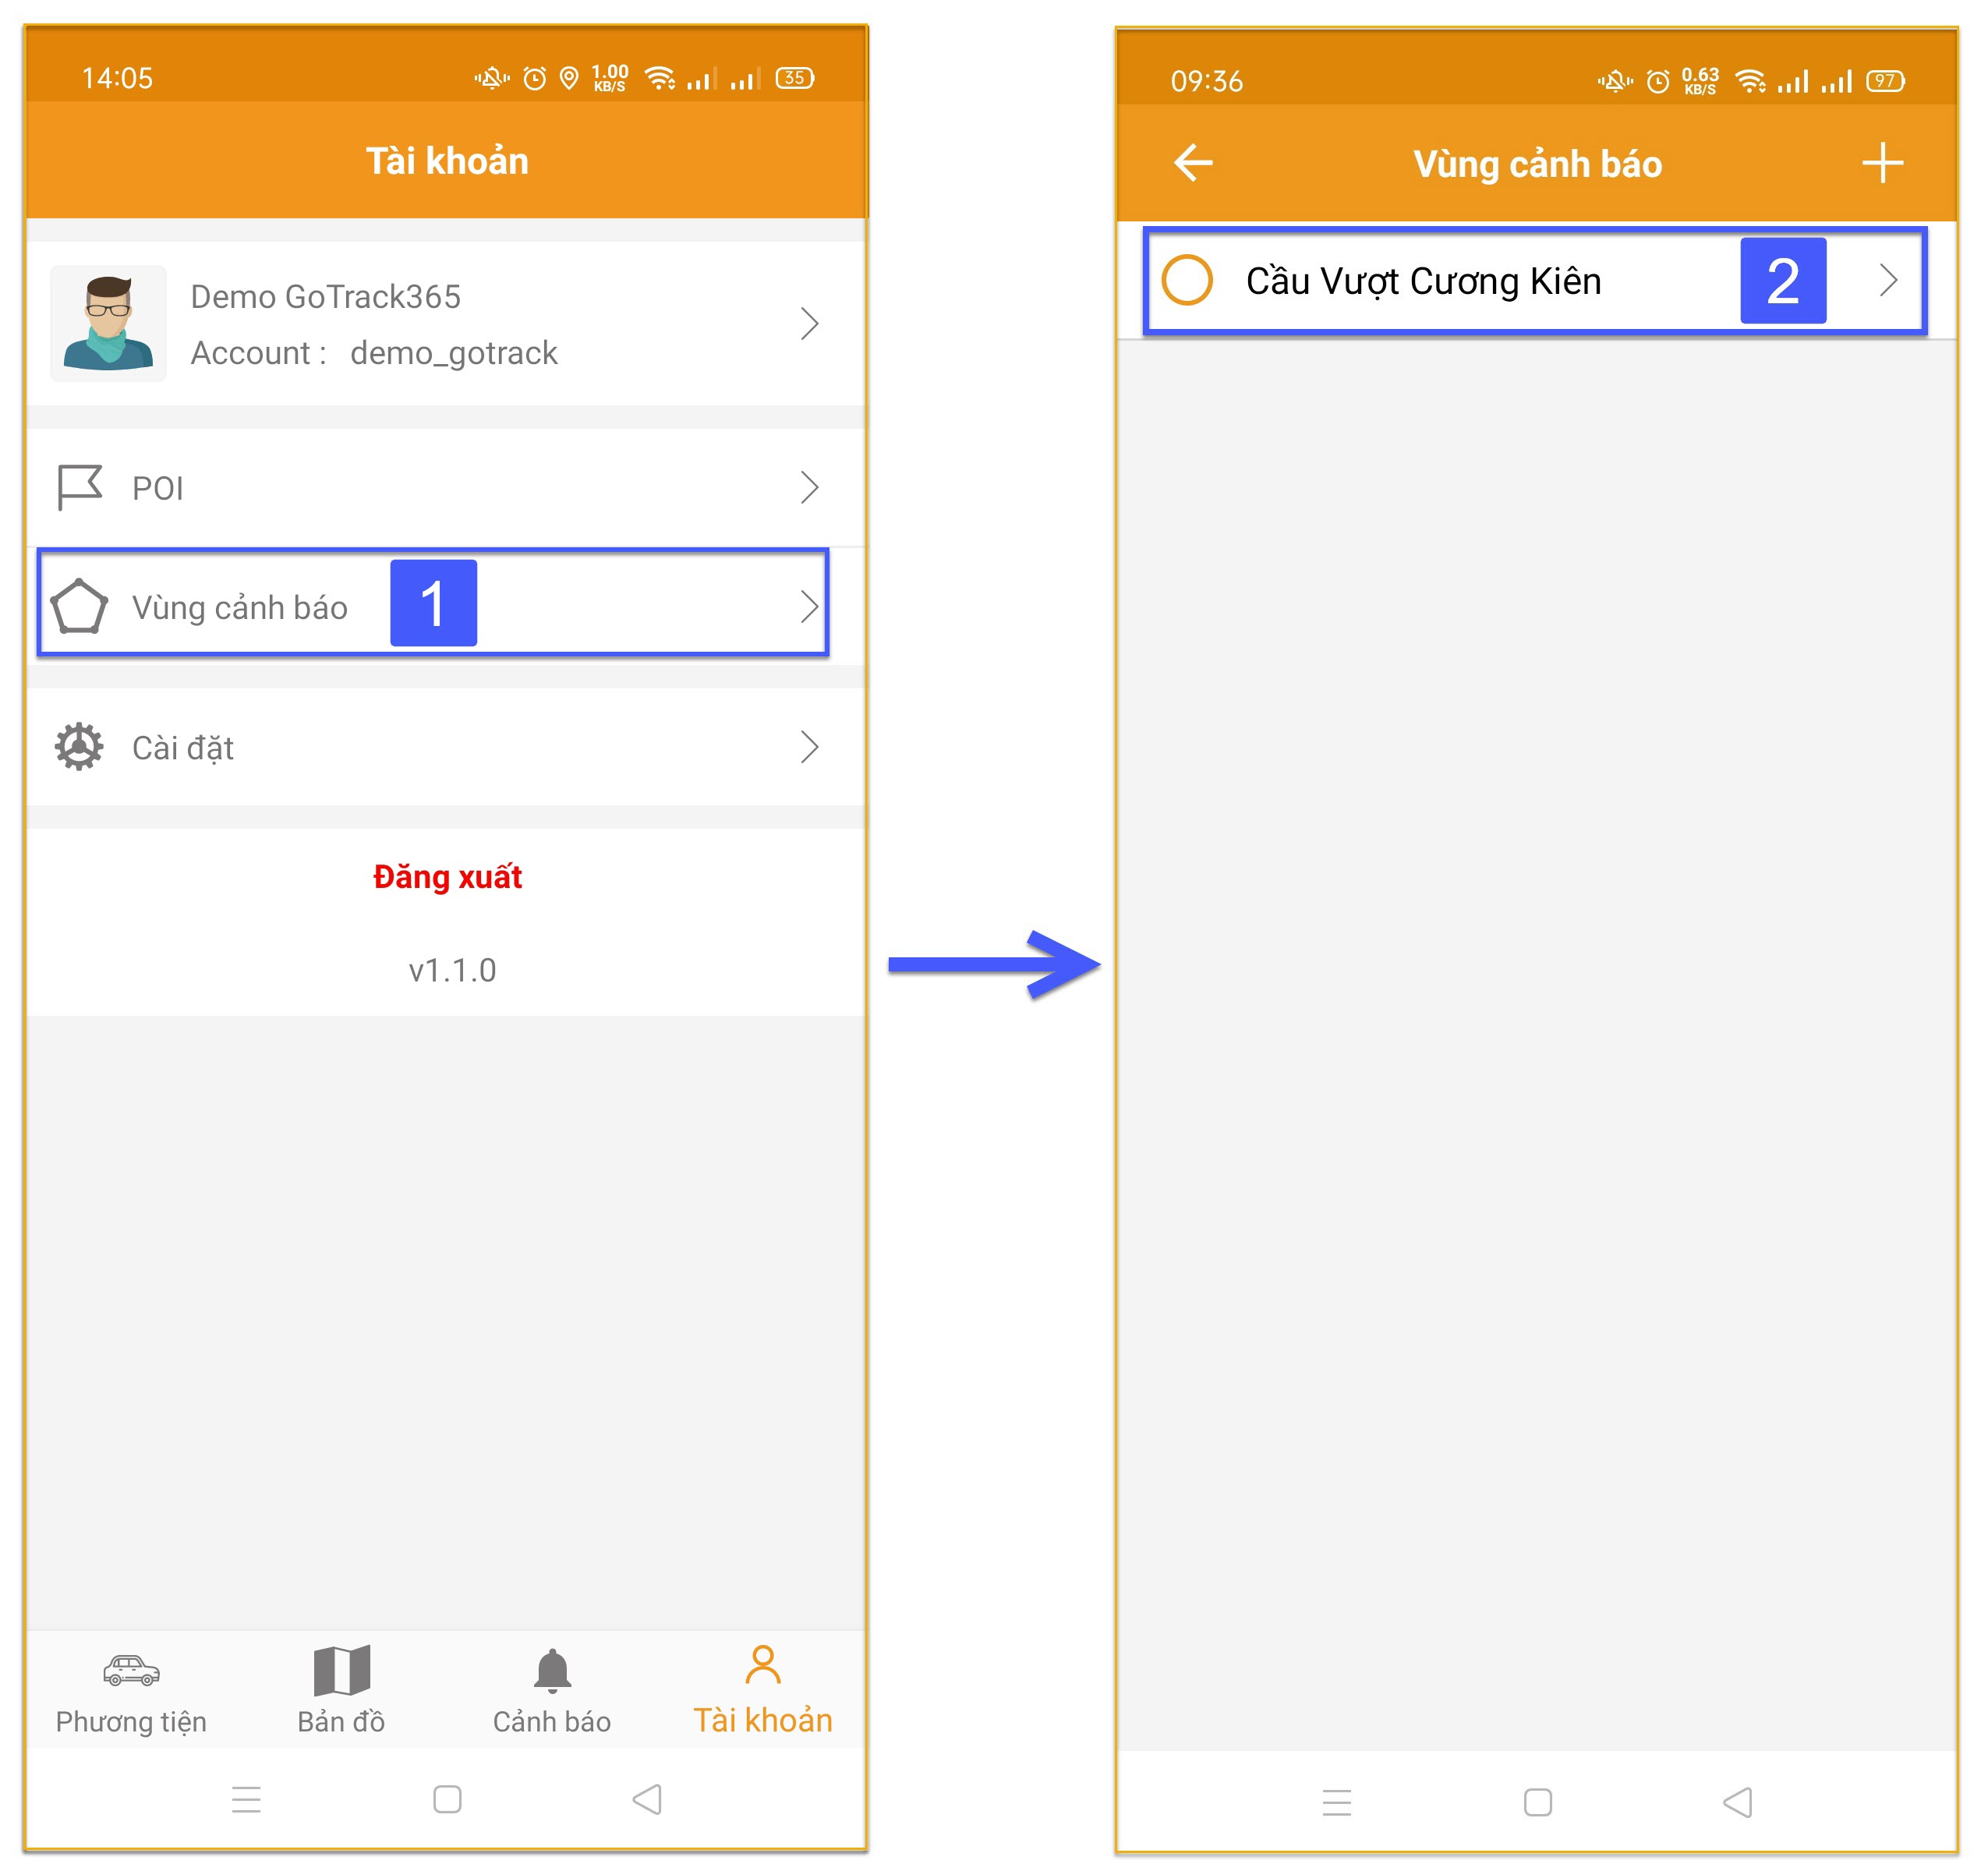 14:05
1.00
KB/S
35
Tài khoản
Demo GoTrack365
Account : demo_gotrack
POI
Vùng cảnh báo
1
Cài đặt
Đăng xuất
v1.1.0
Phương tiện
Bản đồ
Cảnh báo
Tài khoản
09:36
0.63
KB/S
97
Vùng cảnh báo
Cầu Vượt Cương Kiên
2